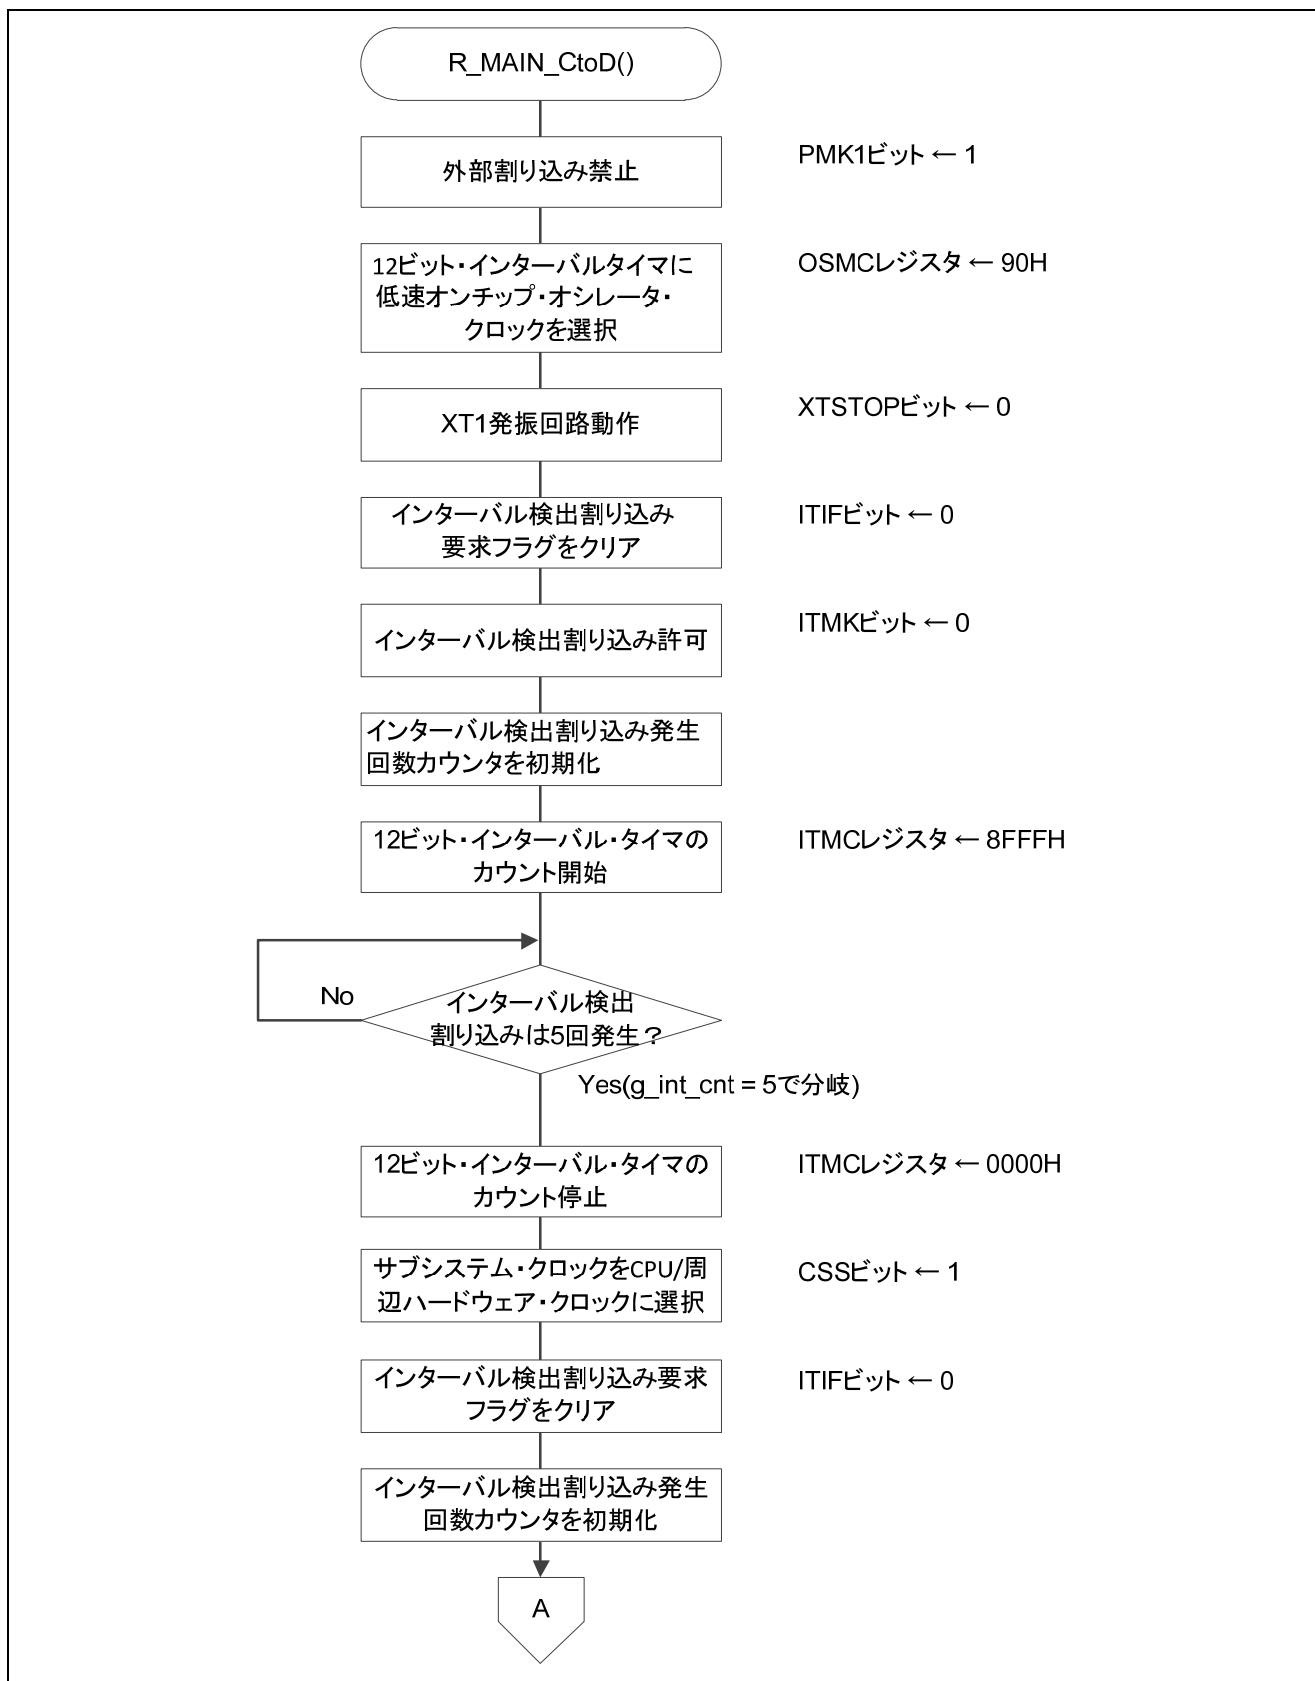 R_MAIN_CtoD()
外部割り込み禁止
PMK1ビット ← 1
12ビット・インターバルタイマに
低速オンチップ・オシレータ・
クロックを選択
OSMCレジスタ ← 90H
XT1発振回路動作
XTSTOPビット ← 0
インターバル検出割り込み
要求フラグをクリア
ITIFビット ← 0
インターバル検出割り込み許可
ITMKビット ← 0
インターバル検出割り込み発生
回数カウンタを初期化
12ビット・インターバル・タイマの
カウント開始
ITMCレジスタ ← 8FFFH
No
インターバル検出
割り込みは5回発生？
Yes(g_int_cnt = 5で分岐)
12ビット・インターバル・タイマの
カウント停止
ITMCレジスタ ← 0000H
サブシステム・クロックをCPU/周
辺ハードウェア・クロックに選択
CSSビット ← 1
インターバル検出割り込み要求
フラグをクリア
ITIFビット ← 0
インターバル検出割り込み発生
回数カウンタを初期化
A